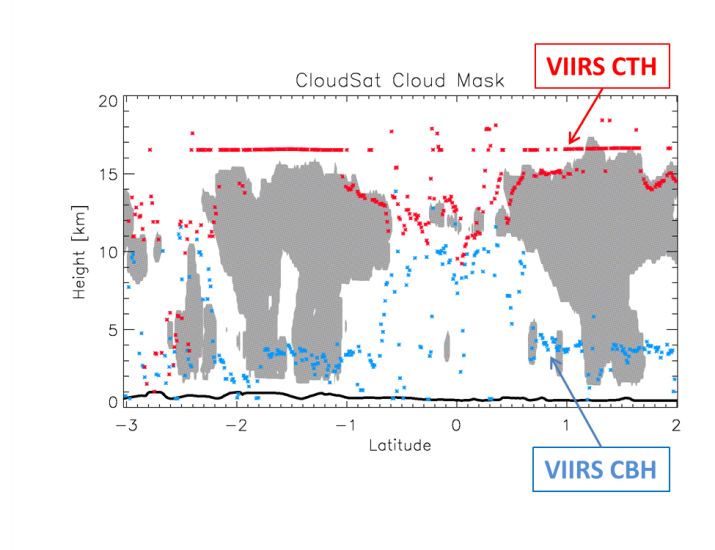 VIIRS CTH
CloudSat Cloud Mask
20
15
10
5
0
Height [km]
−3 −2 −1 0 1 2
Latitude
VIIRS CBH